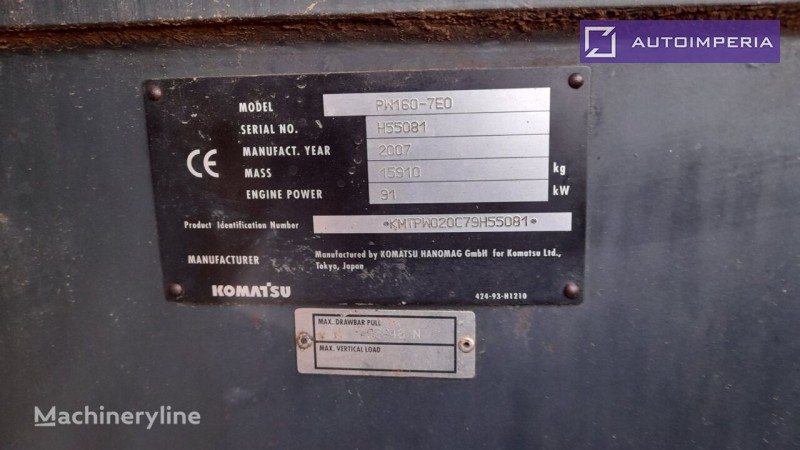 AUTOIMPERIA
MODEL PW160-7E0
SERIAL NO. H55081
MANUFACT. YEAR 2007
MASS 15910 kg
ENGINE POWER 91 kW
CE
Product Identification Number *KMTPW020C79H55081*
MANUFACTURER Manufactured by KOMATSU HANOMAG GmbH for Komatsu Ltd.,
Tokyo, Japan
KOMATSU 424-93-H1210
MAX. DRAWBAR PULL
N
MAX. VERTICAL LOAD
Machineryline